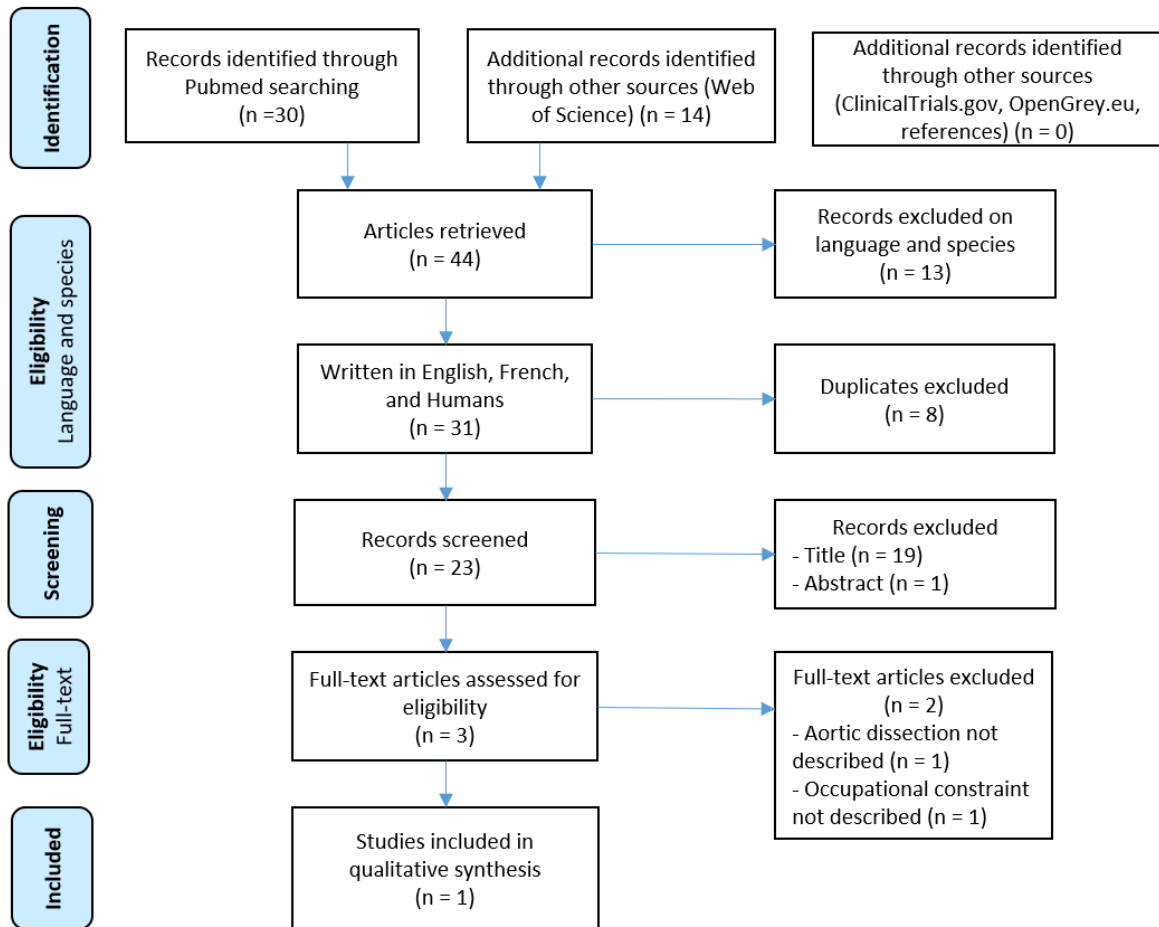 Identification
Records identified through
Pubmed searching
(n =30)
Additional records identified
through other sources (Web
of Science) (n = 14)
Additional records identified
through other sources
(ClinicalTrials.gov, OpenGrey.eu,
references) (n = 0)
Eligibility
Language and species
Articles retrieved
(n = 44)
Records excluded on
language and species
(n = 13)
Written in English, French,
and Humans
(n = 31)
Duplicates excluded
(n = 8)
Screening
Records screened
(n = 23)
Records excluded
- Title (n = 19)
- Abstract (n = 1)
Eligibility
Full-text
Full-text articles assessed for
eligibility
(n = 3)
Full-text articles excluded
(n = 2)
- Aortic dissection not
described (n = 1)
- Occupational constraint
not described (n = 1)
Included
Studies included in
qualitative synthesis
(n = 1)